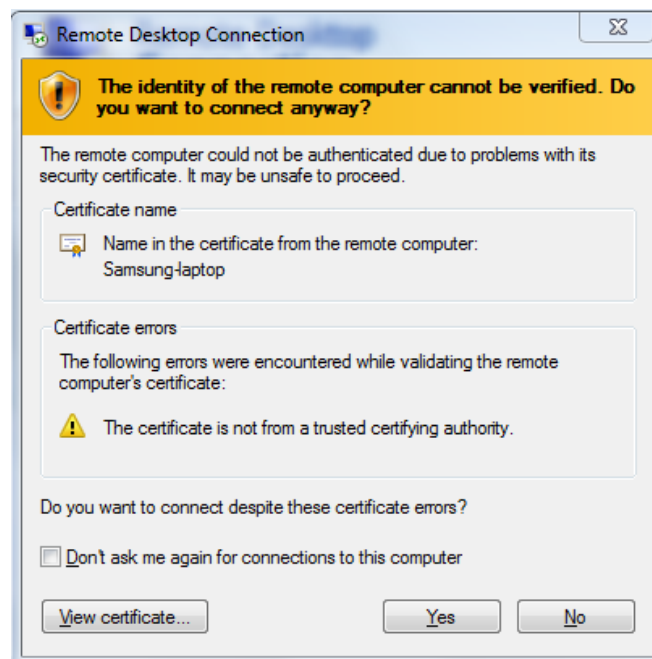 Remote Desktop Connection
The identity of the remote computer cannot be verified. Do
you want to connect anyway?
The remote computer could not be authenticated due to problems with its
security certificate. It may be unsafe to proceed.
Certificate name
Name in the certificate from the remote computer:
Samsung-laptop
Certificate errors
The following errors were encountered while validating the remote
computer's certificate:
The certificate is not from a trusted certifying authority.
Do you want to connect despite these certificate errors?
Don't ask me again for connections to this computer
View certificate... Yes No